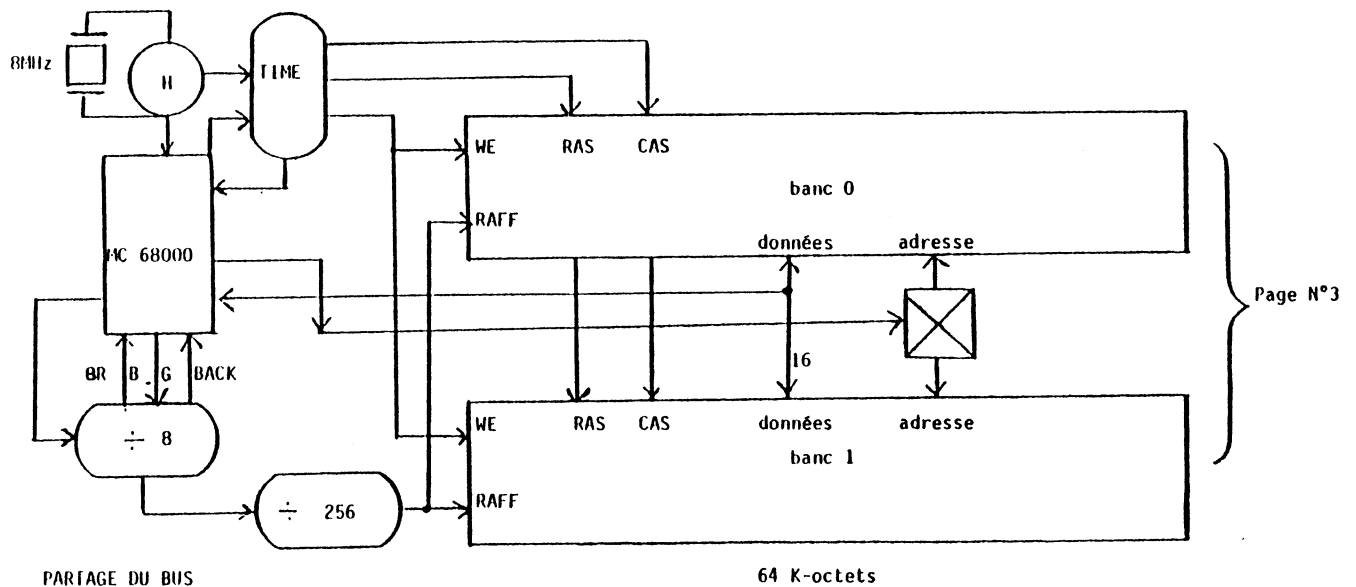 8MHz
H
TIME
WE RAS CAS
banc 0
RAFF
données adresse
MC 68000
Page N°3
16
BR B G BACK
WE RAS CAS données adresse
÷ 8
banc 1
RAFF
÷ 256
PARTAGE DU BUS
64 K-octets